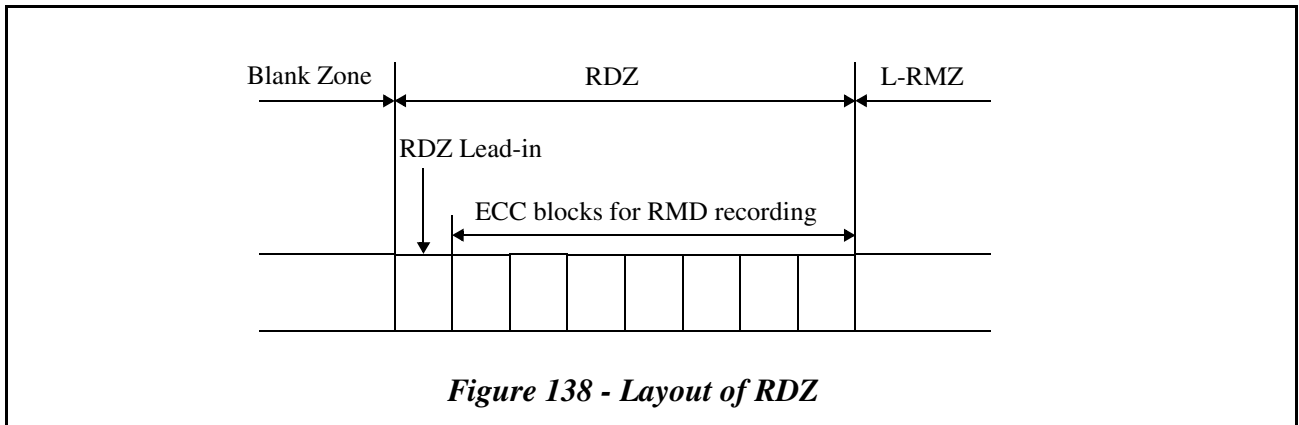 Blank Zone RDZ L-RMZ
RDZ Lead-in
ECC blocks for RMD recording
Figure 138 - Layout of RDZ